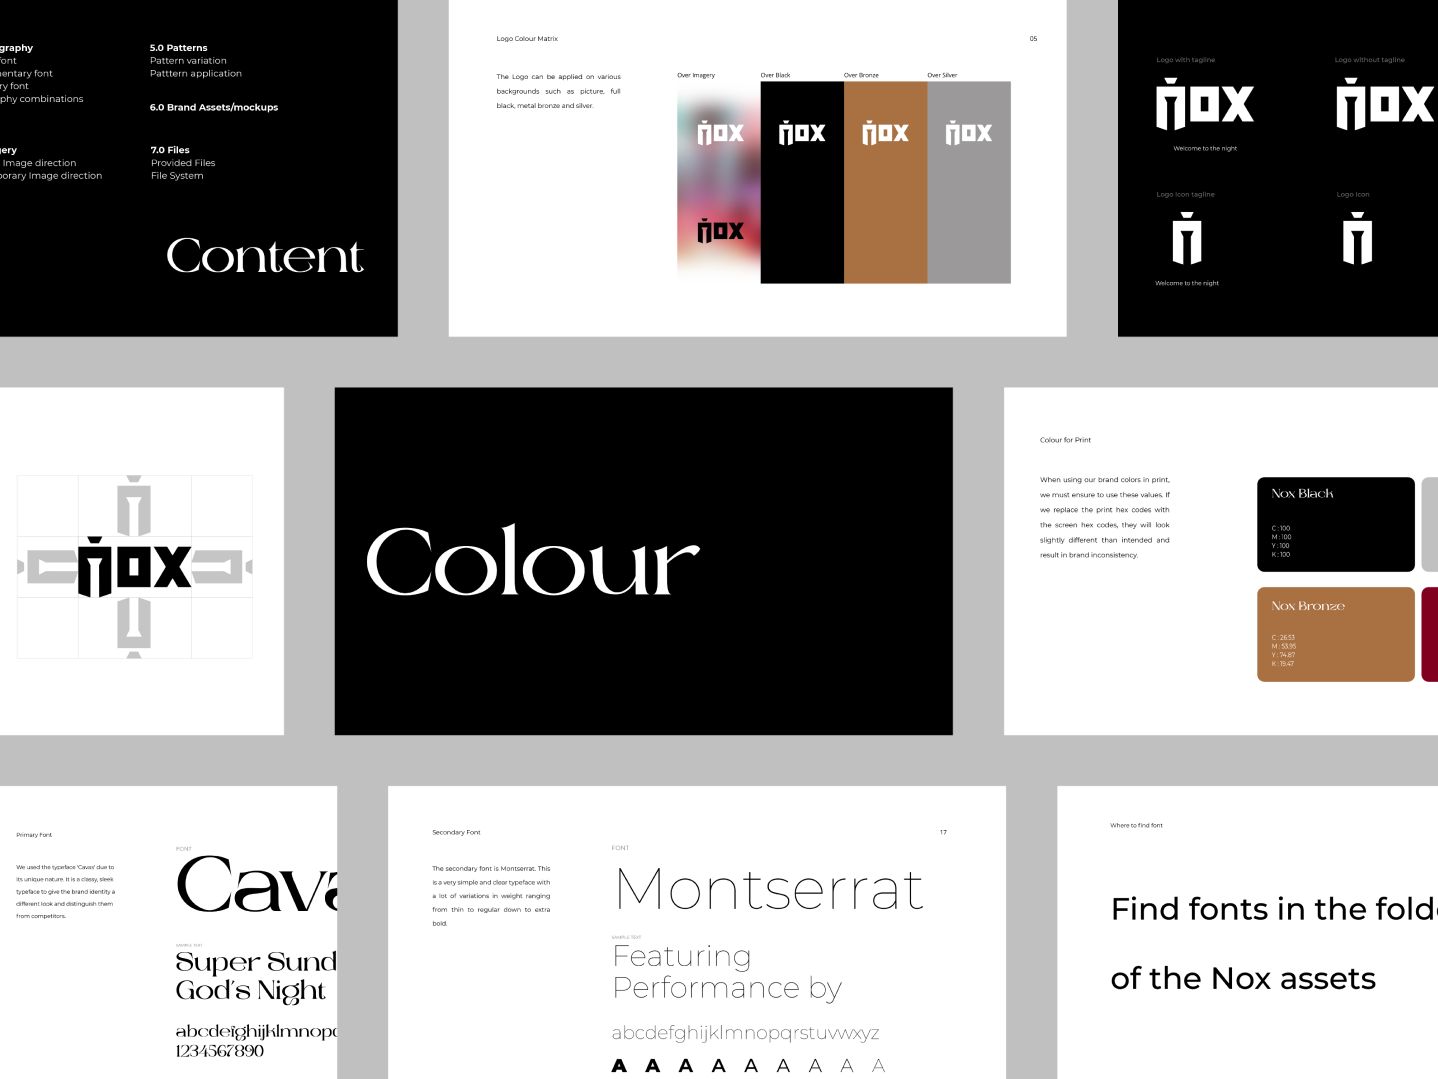 graphy
font
nentary font
ry font
phy combinations
gery
Image direction
porary Image direction
5.0 Patterns
Pattern variation
Patttern application
6.0 Brand Assets/mockups
7.0 Files
Provided Files
File System
Content
Logo Colour Matrix
05
The Logo can be applied on various
backgrounds such as picture, full
black, metal bronze and silver.
Over Imagery
Over Black
Over Bronze
Over Silver
nox
nox
nox
nox
nox
Logo with tagline
Logo without tagline
nox
nox
Welcome to the night
Logo Icon tagline
Logo Icon
Welcome to the night
nox
Colour
Colour for Print
When using our brand colors in print,
we must ensure to use these values. If
we replace the print hex codes with
the screen hex codes, they will look
slightly different than intended and
result in brand inconsistency.
Nox Black
C : 100
M : 100
Y : 100
K : 100
Nox Bronze
C : 26.53
M : 53.95
Y : 74.87
K : 19.47
Primary Font
We used the typeface 'Cavas' due to
its unique nature. It is a classy, sleek
typeface to give the brand identity a
different look and distinguish them
from competitors.
FONT
Cava
SAMPLE TEXT
Super Sund
God's Night
abcdefghijklmnopq
1234567890
Secondary Font
17
The secondary font is Montserrat. This
is a very simple and clear typeface with
a lot of variations in weight ranging
from thin to regular down to extra
bold.
FONT
Montserrat
SAMPLE TEXT
Featuring
Performance by
abcdefghijklmnopqrstuvwxyz
A A A A A A A A A
Where to find font
Find fonts in the folde
of the Nox assets